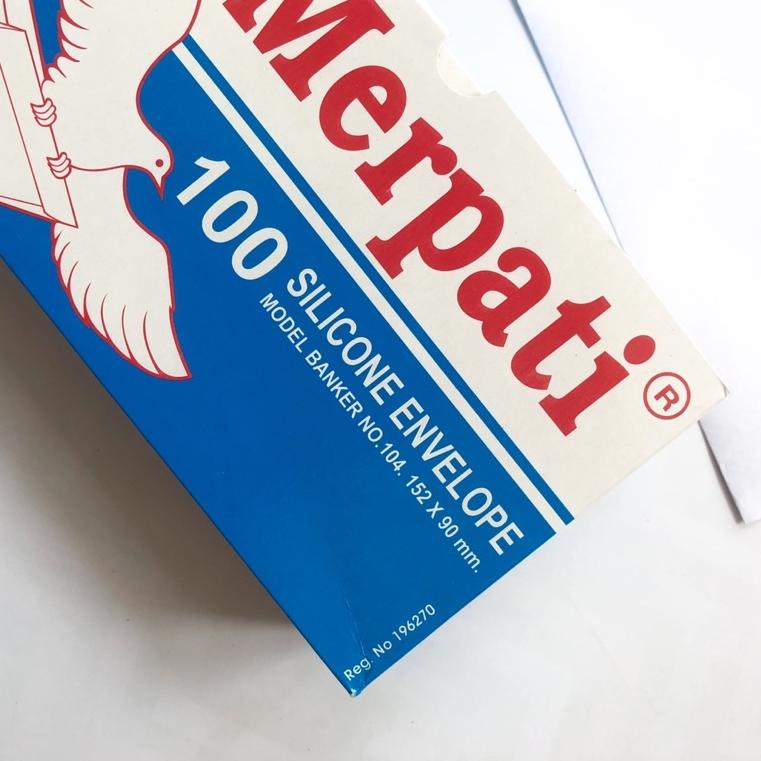 Merpati ®
100 SILICONE ENVELOPE
MODEL BANKER NO.104. 152 X 90 mm.
Reg. No 196270